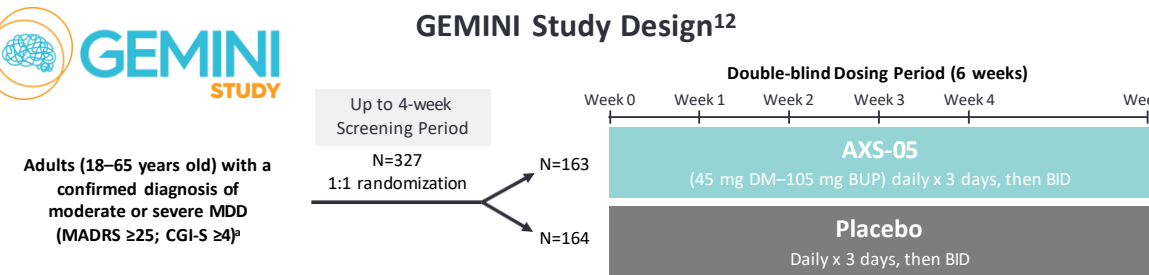 GEMINI Study Design12
GEMINI
STUDY
Double-blind Dosing Period (6 weeks)
Week 0 Week 1 Week 2 Week 3 Week 4
Up to 4-week
Screening Period
Adults (18–65 years old) with a
confirmed diagnosis of
moderate or severe MDD
(MADRS ≥25; CGI-S ≥4)a
N=327
1:1 randomization
N=163
N=164
AXS-05
(45 mg DM–105 mg BUP) daily x 3 days, then BID
Placebo
Daily x 3 days, then BID